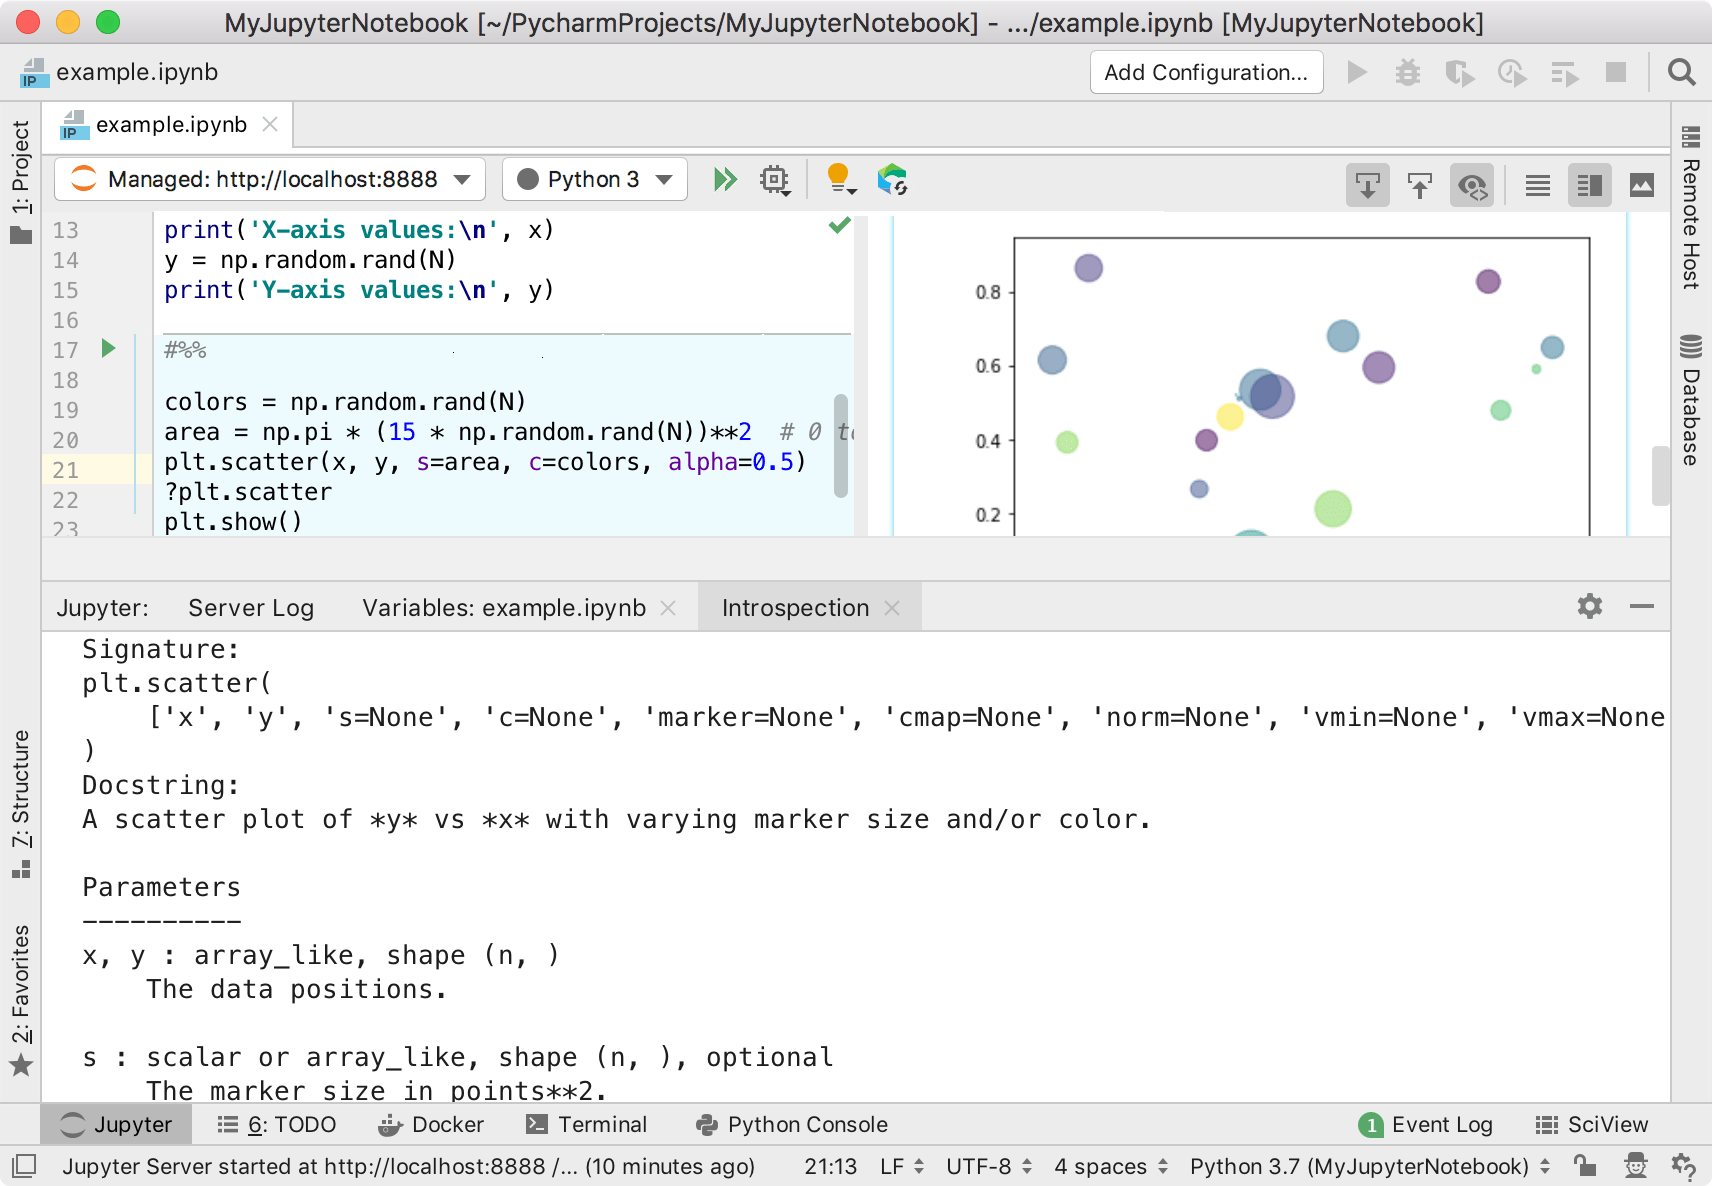 MyJupyterNotebook [~/PycharmProjects/MyJupyterNotebook] - .../example.ipynb [MyJupyterNotebook]
IP example.ipynb
Add Configuration...
1: Project
IP example.ipynb
Managed: http://localhost:8888
Python 3
Remote Host
Database
13 print('X-axis values:\n', x)
14 y = np.random.rand(N)
15 print('Y-axis values:\n', y)
16
17 #%%
18
19 colors = np.random.rand(N)
20 area = np.pi * (15 * np.random.rand(N))**2  # 0 to
21 plt.scatter(x, y, s=area, c=colors, alpha=0.5)
22 ?plt.scatter
23 plt.show()
0.8
0.6
0.4
0.2
Jupyter: Server Log Variables: example.ipynb Introspection
Signature:
plt.scatter(
    ['x', 'y', 's=None', 'c=None', 'marker=None', 'cmap=None', 'norm=None', 'vmin=None', 'vmax=None
)
Docstring:
A scatter plot of *y* vs *x* with varying marker size and/or color.
Parameters
----------
x, y : array_like, shape (n, )
    The data positions.
s : scalar or array_like, shape (n, ), optional
    The marker size in points**2.
7: Structure
2: Favorites
Jupyter 6: TODO Docker Terminal Python Console 1 Event Log SciView
Jupyter Server started at http://localhost:8888 /... (10 minutes ago) 21:13 LF UTF-8 4 spaces Python 3.7 (MyJupyterNotebook)